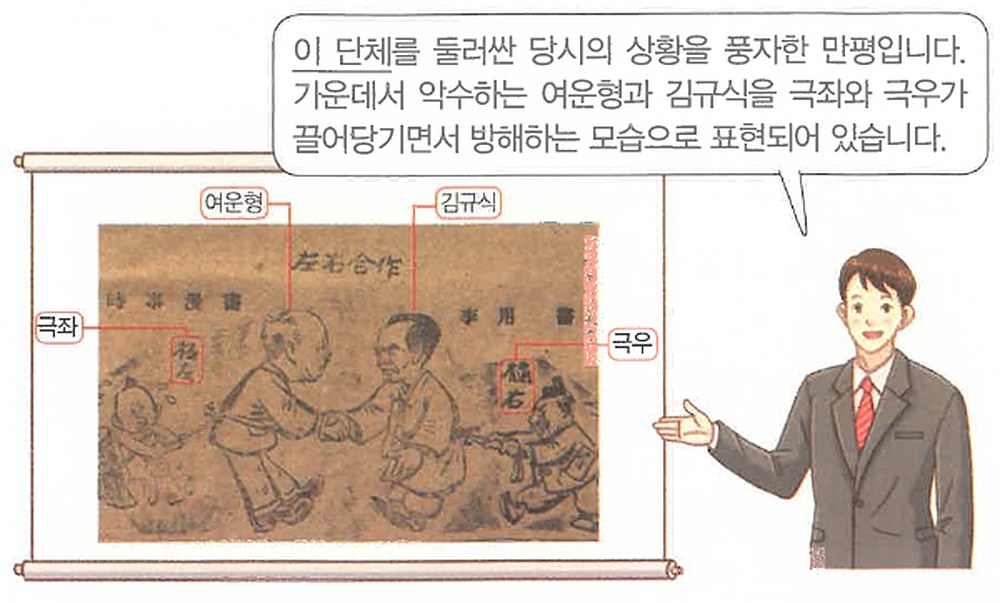 이 단체를 둘러싼 당시의 상황을 풍자한 만평입니다.
가운데서 악수하는 여운형과 김규식을 극좌와 극우가
끌어당기면서 방해하는 모습으로 표현되어 있습니다.
여운형
김규식
左右合作
時事漫畵
李用
畵
극좌
극우
極左
極右